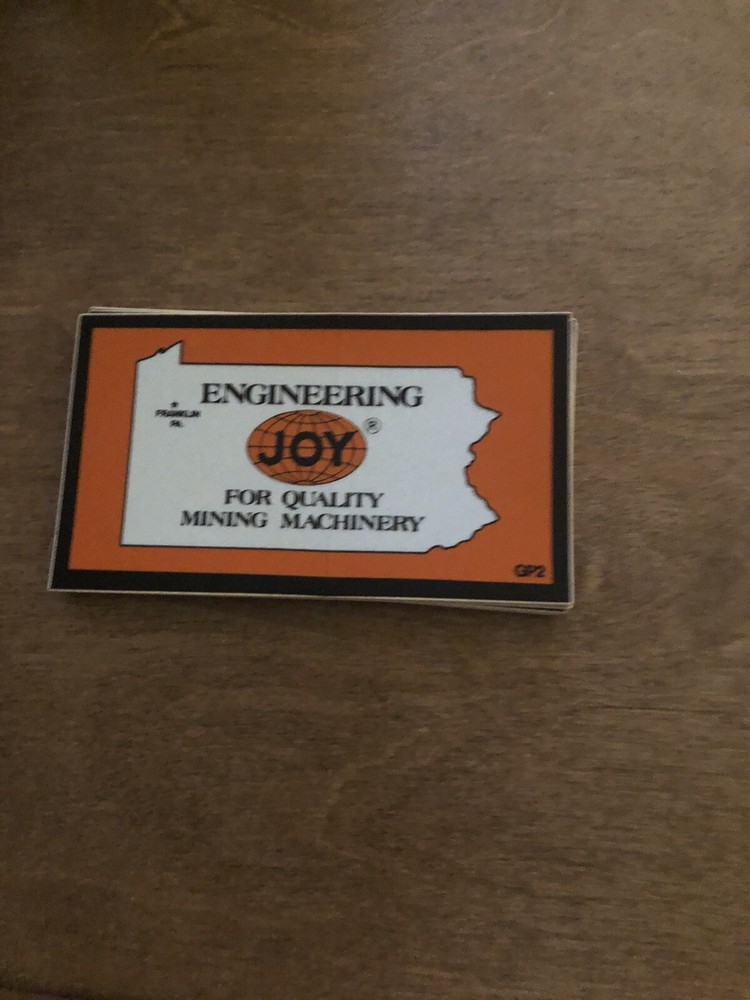 ENGINEERING
★
FRANKLIN
PA.
JOY®
FOR QUALITY
MINING MACHINERY
GP2